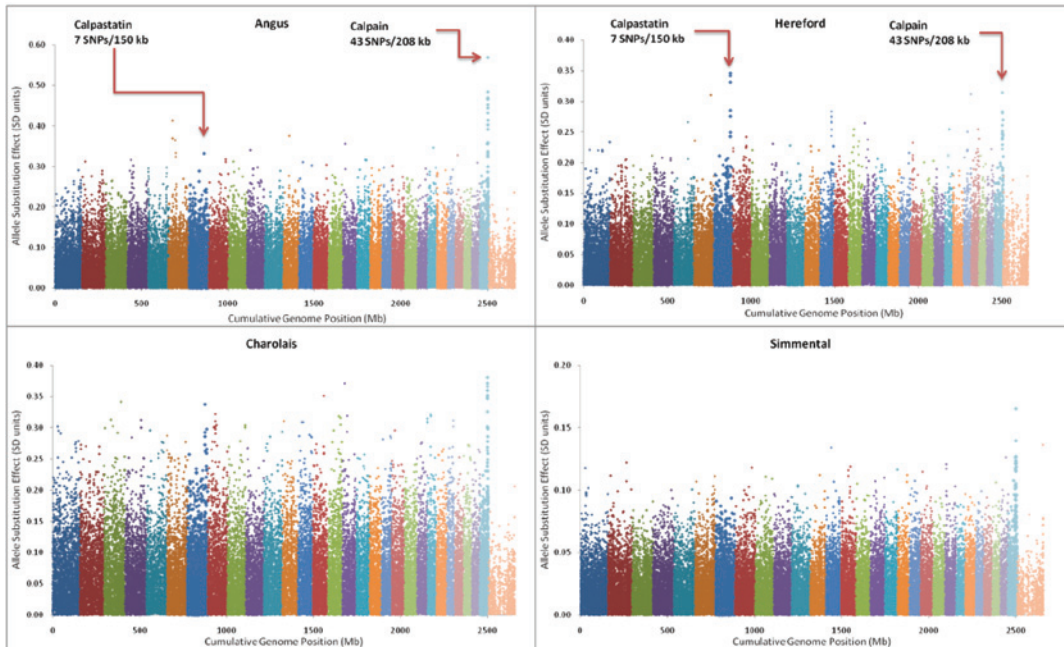 Angus
Calpastatin
7 SNPs/150 kb
Calpain
43 SNPs/208 kb
Allele Substitution Effect (SD units)
0.60
0.50
0.40
0.30
0.20
0.10
0.00
0 500 1000 1500 2000 2500
Cumulative Genome Position (Mb)
Hereford
Calpastatin
7 SNPs/150 kb
Calpain
43 SNPs/208 kb
Allele Substitution Effect (SD units)
0.40
0.35
0.30
0.25
0.20
0.15
0.10
0.05
0.00
0 500 1000 1500 2000 2500
Cumulative Genome Position (Mb)
Charolais
Allele Substitution Effect (SD units)
0.40
0.35
0.30
0.25
0.20
0.15
0.10
0.05
0.00
0 500 1000 1500 2000 2500
Cumulative Genome Position (Mb)
Simmental
Allele Substitution Effect (SD units)
0.20
0.15
0.10
0.05
0.00
0 500 1000 1500 2000 2500
Cumulative Genome Position (Mb)